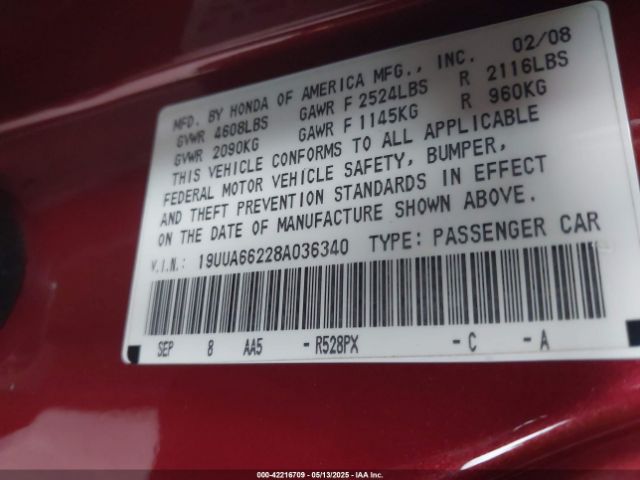 02/08
MFD. BY HONDA OF AMERICA MFG., INC.
GVWR 4608LBS GAWR F 2524LBS R 2116LBS
GVWR 2090KG GAWR F 1145KG R 960KG
THIS VEHICLE CONFORMS TO ALL APPLICABLE
FEDERAL MOTOR VEHICLE SAFETY, BUMPER,
AND THEFT PREVENTION STANDARDS IN EFFECT
ON THE DATE OF MANUFACTURE SHOWN ABOVE.
V.I.N.: 19UUA66228A036340 TYPE: PASSENGER CAR
SEP 8 AA5 -R528PX -C -A
000-42216709 - 05/13/2025 - IAA Inc.